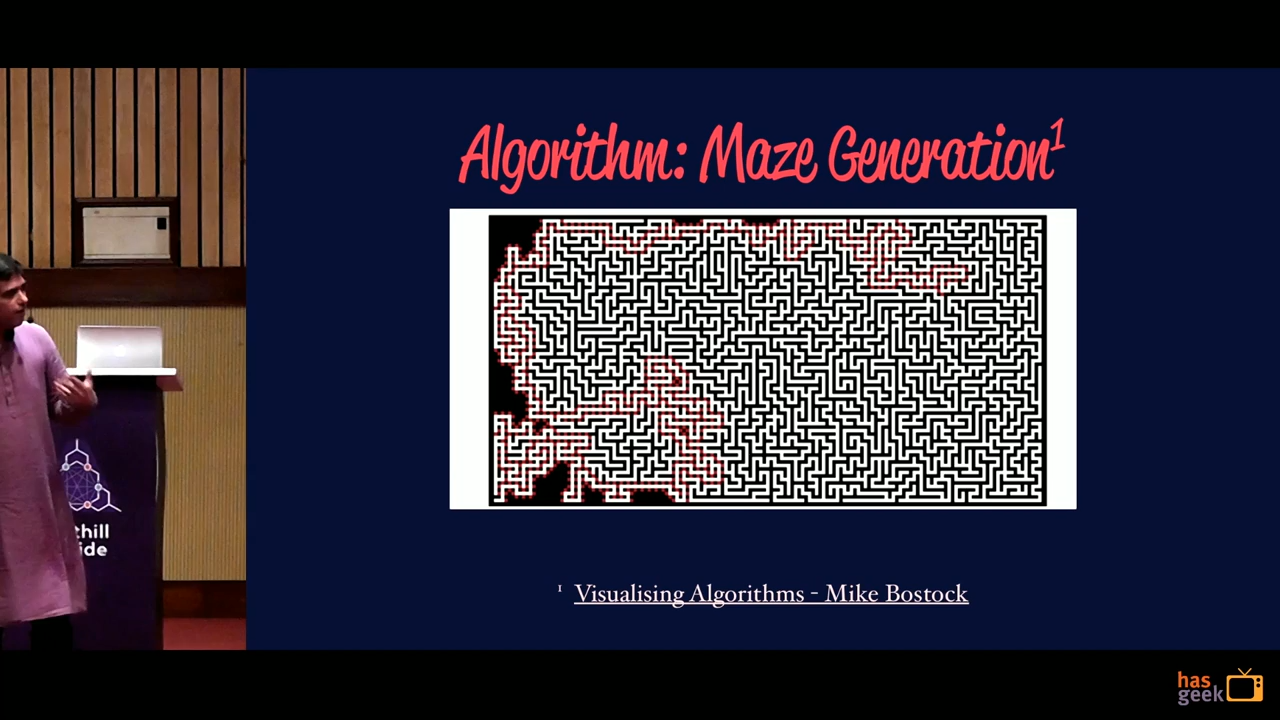 Algorithm: Maze Generation¹
¹ Visualising Algorithms - Mike Bostock
has
geek